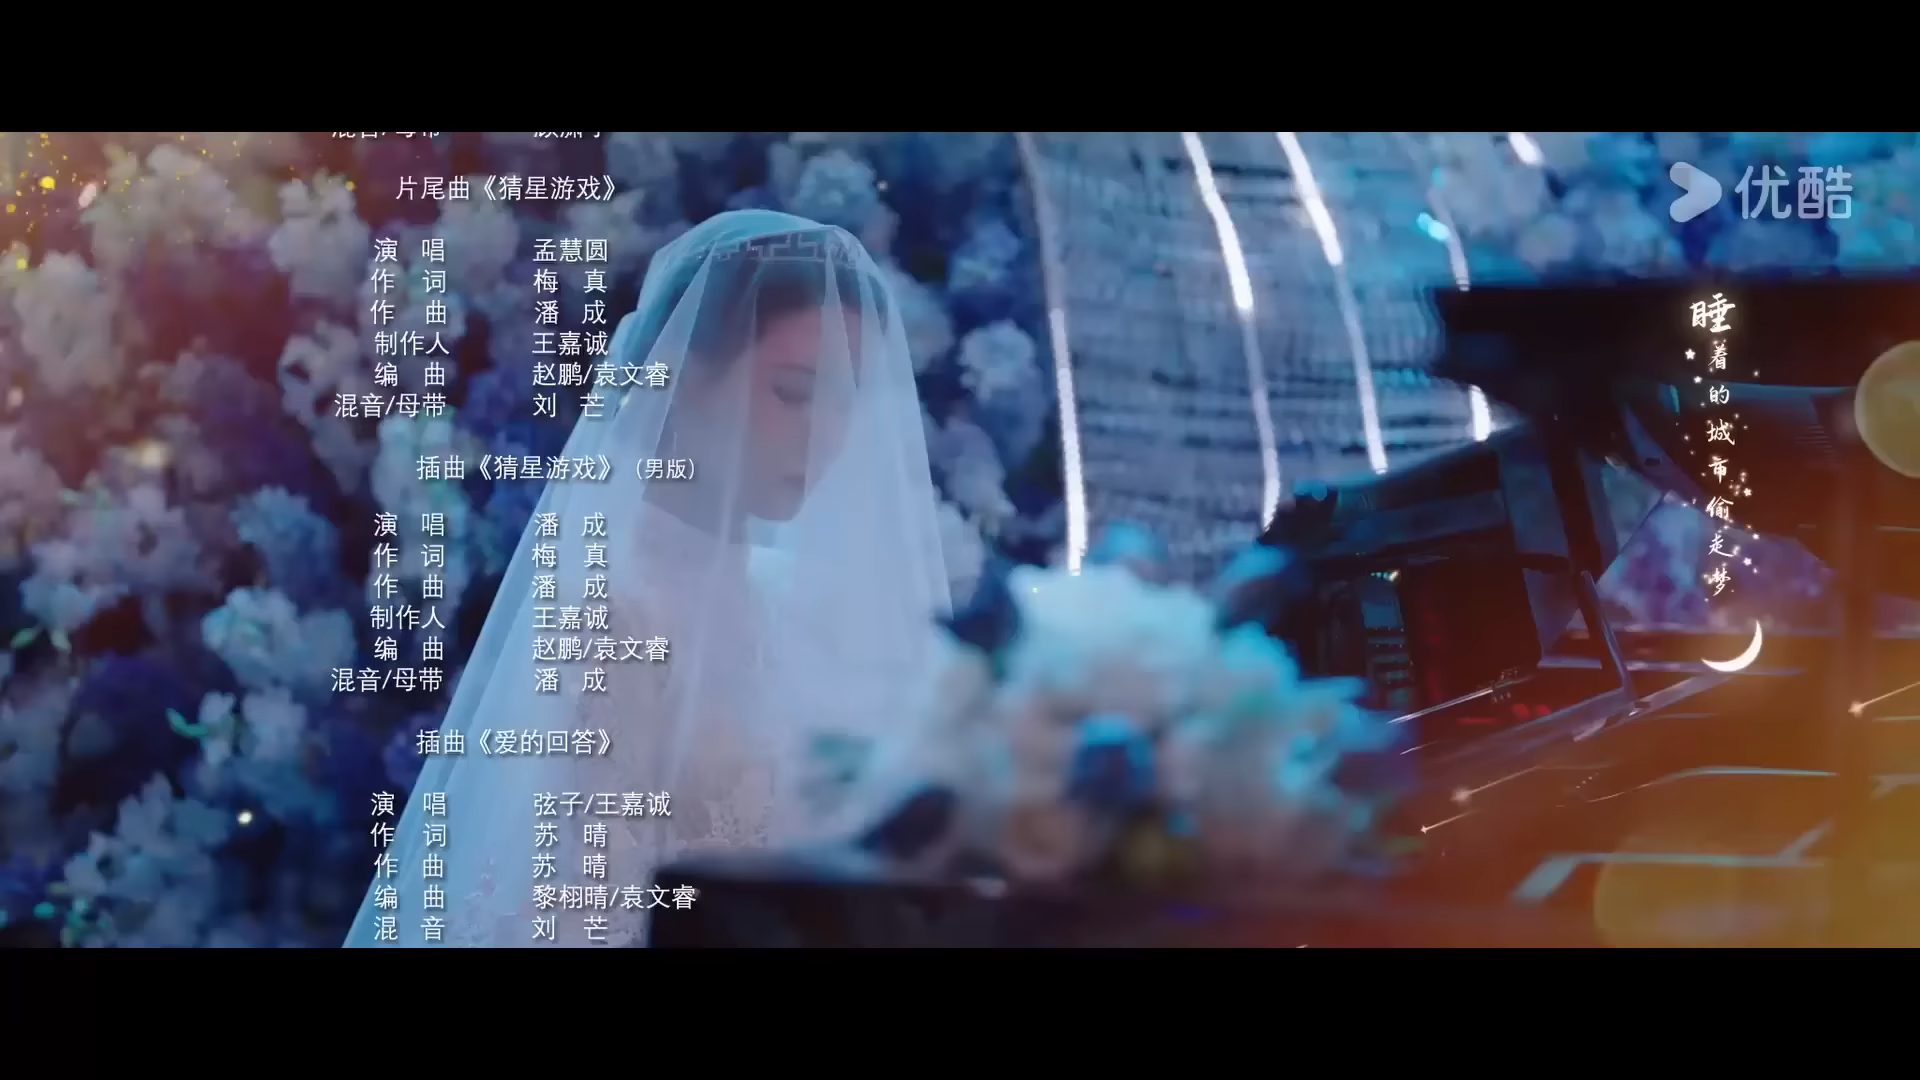 片尾曲《猜星游戏》
演 唱 孟慧圆
作 词 梅 真
作 曲 潘 成
制作人 王嘉诚
编 曲 赵鹏/袁文睿
混音/母带 刘 芒
插曲《猜星游戏》（男版）
演 唱 潘 成
作 词 梅 真
作 曲 潘 成
制作人 王嘉诚
编 曲 赵鹏/袁文睿
混音/母带 潘 成
插曲《爱的回答》
演 唱 弦子/王嘉诚
作 词 苏 晴
作 曲 苏 晴
编 曲 黎栩晴/袁文睿
混 音 刘 芒
优酷
睡着的城市偷走梦